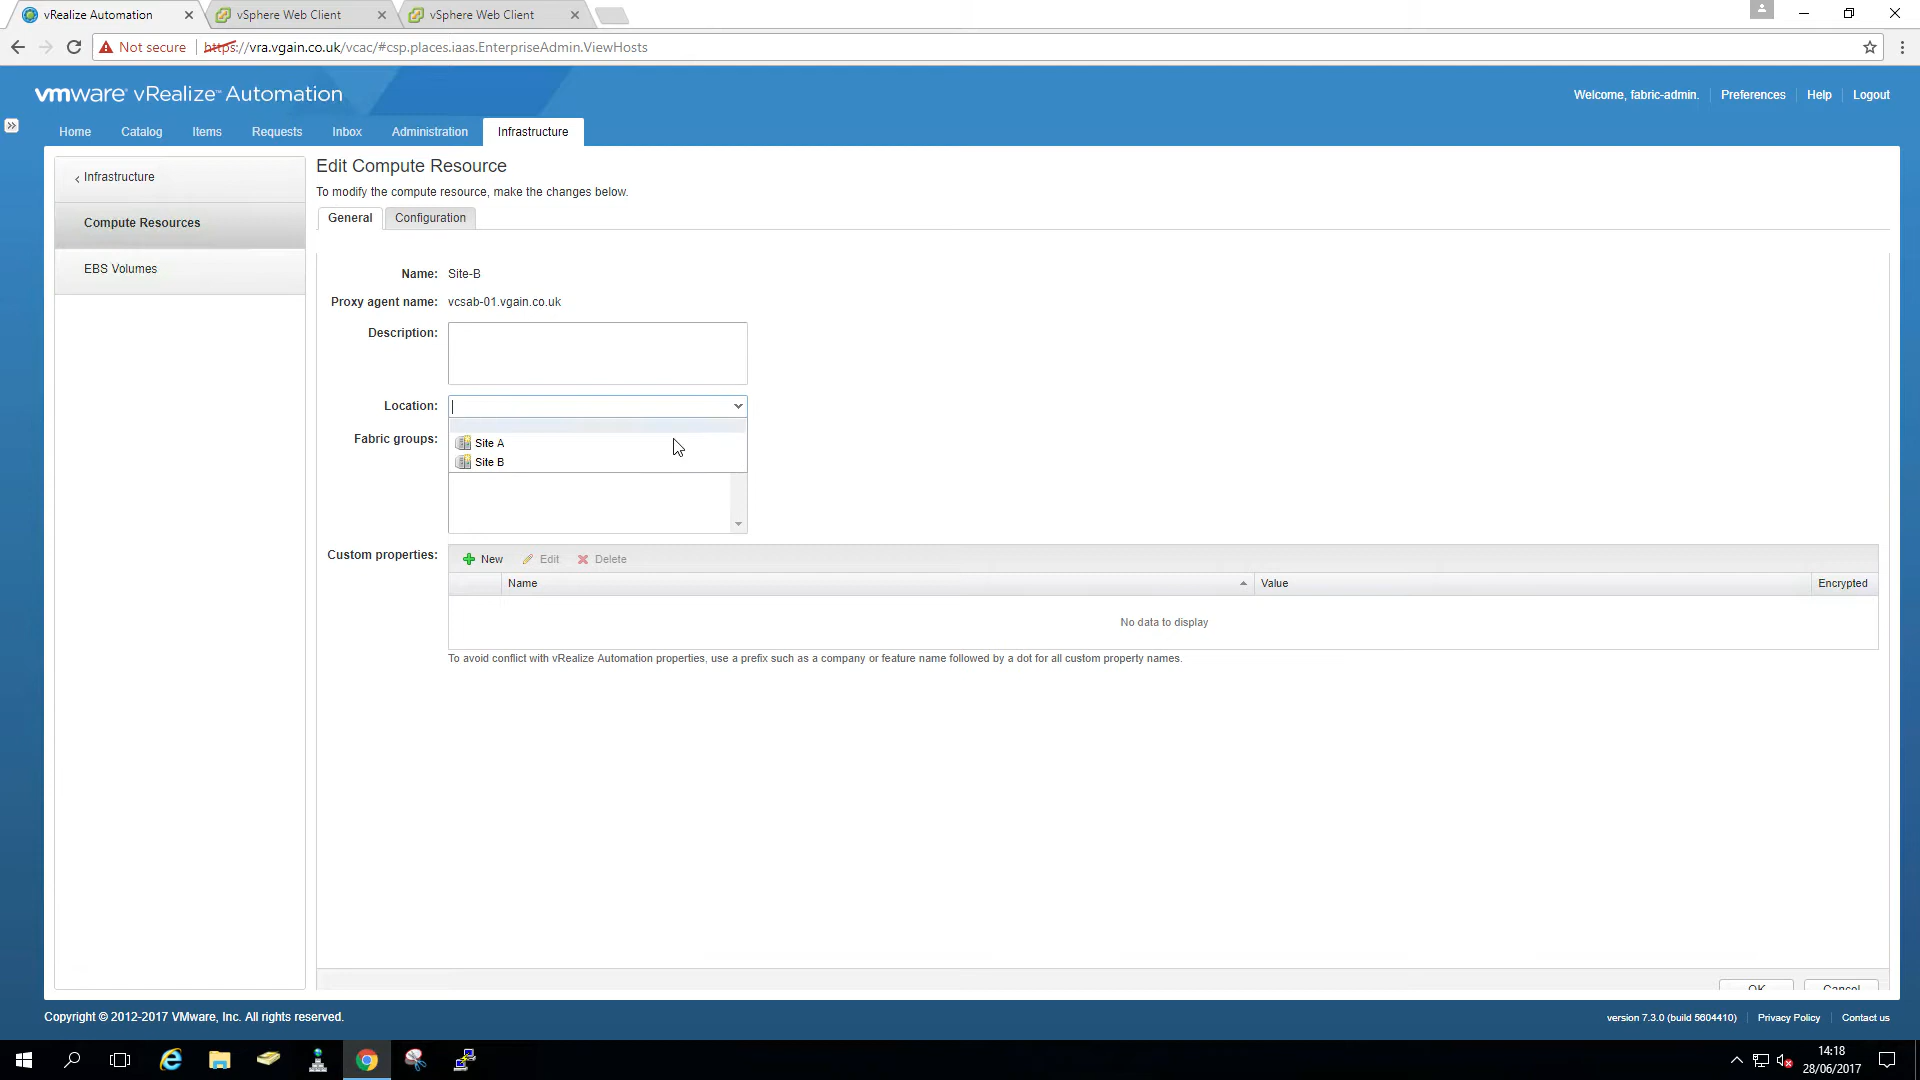 vRealize Automation
vSphere Web Client
vSphere Web Client
Not secure
https://vra.vgain.co.uk/vcac/#csp.places.iaas.EnterpriseAdmin.ViewHosts
vmware vRealize™ Automation
Welcome, fabric-admin.
Preferences
Help
Logout
Home
Catalog
Items
Requests
Inbox
Administration
Infrastructure
Infrastructure
Compute Resources
EBS Volumes
Edit Compute Resource
To modify the compute resource, make the changes below.
General
Configuration
Name: Site-B
Proxy agent name: vcsab-01.vgain.co.uk
Description:
Location:
Fabric groups:
Site A
Site B
Custom properties:
New
Edit
Delete
Name
Value
Encrypted
No data to display
To avoid conflict with vRealize Automation properties, use a prefix such as a company or feature name followed by a dot for all custom property names.
OK
Cancel
Copyright © 2012-2017 VMware, Inc. All rights reserved.
version 7.3.0 (build 5604410)
Privacy Policy
Contact us
14:18
28/06/2017